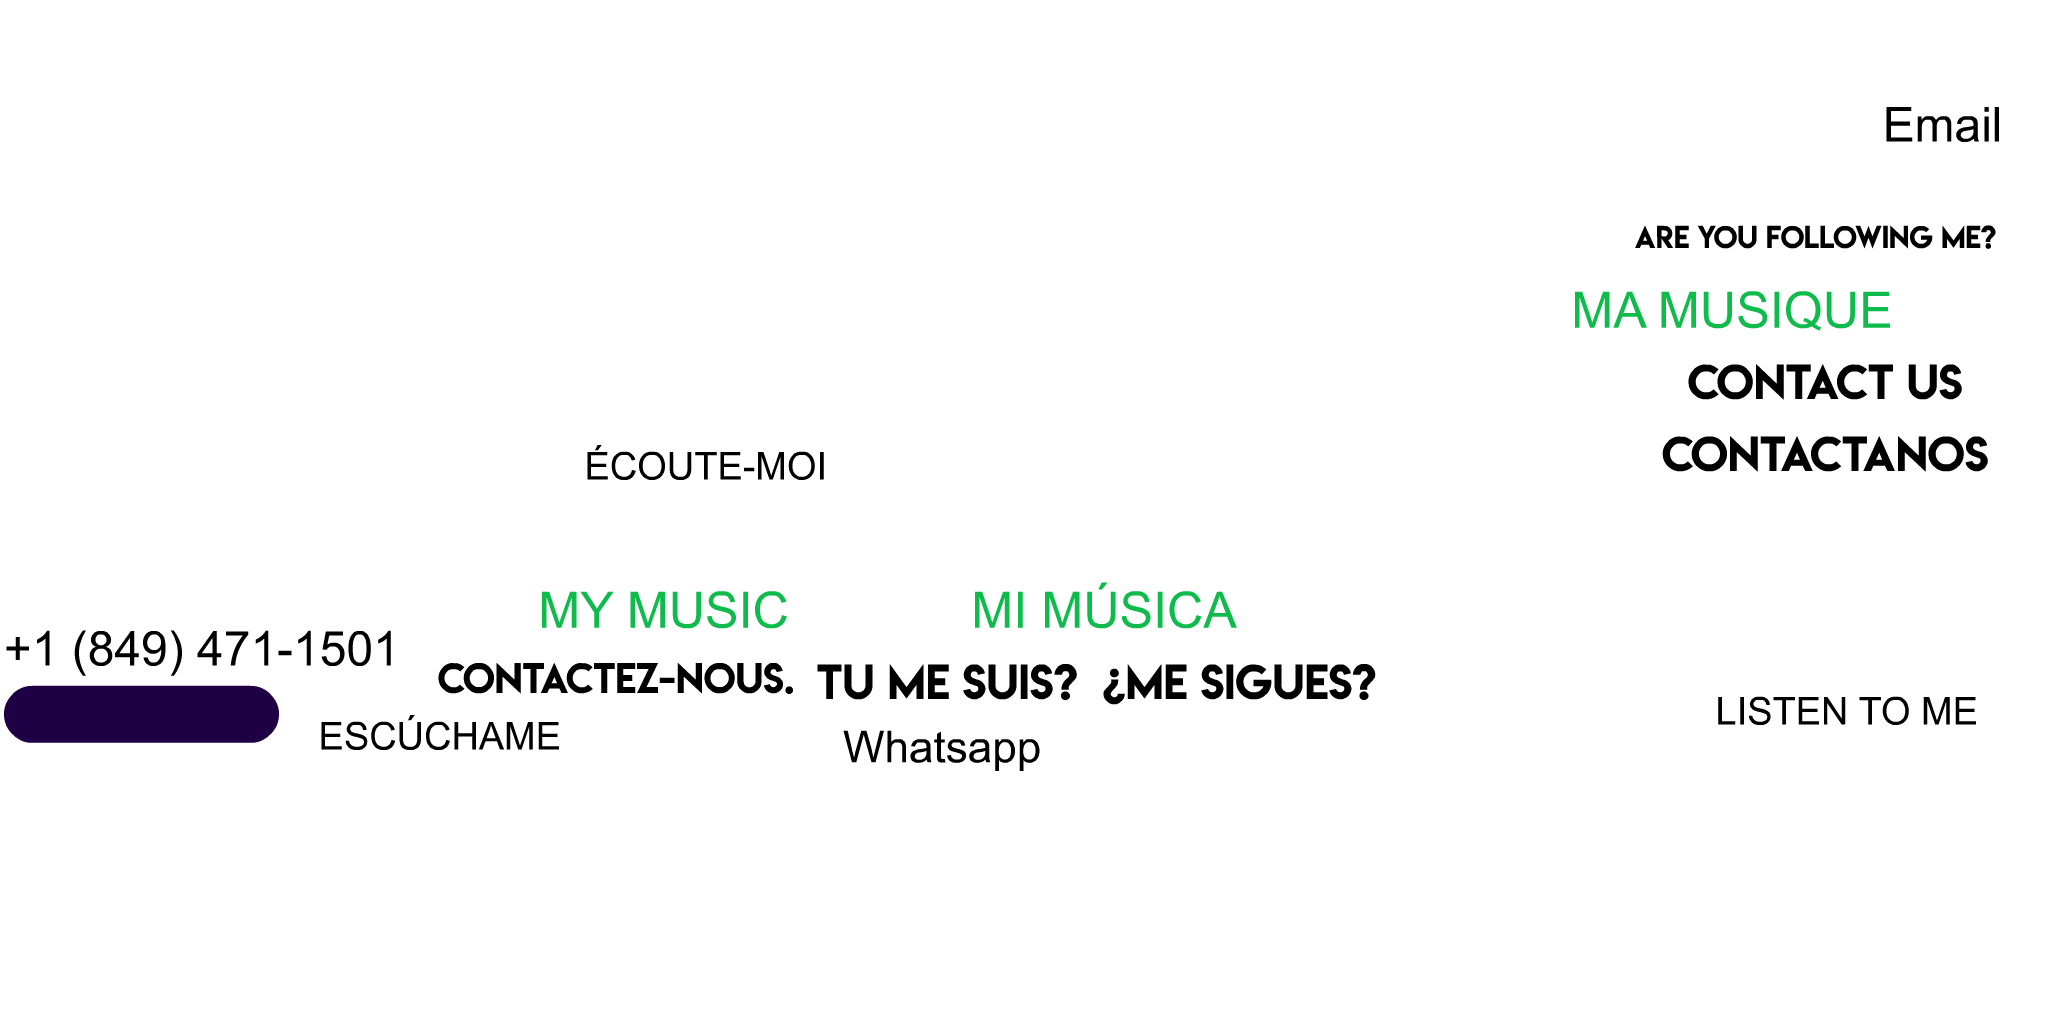 Email
ARE YOU FOLLOWING ME?
MA MUSIQUE
CONTACT US
CONTACTANOS
ÉCOUTE-MOI
MY MUSIC
MI MÚSICA
+1 (849) 471-1501
CONTACTEZ-NOUS.
TU ME SUIS?
¿ME SIGUES?
LISTEN TO ME
ESCÚCHAME
Whatsapp